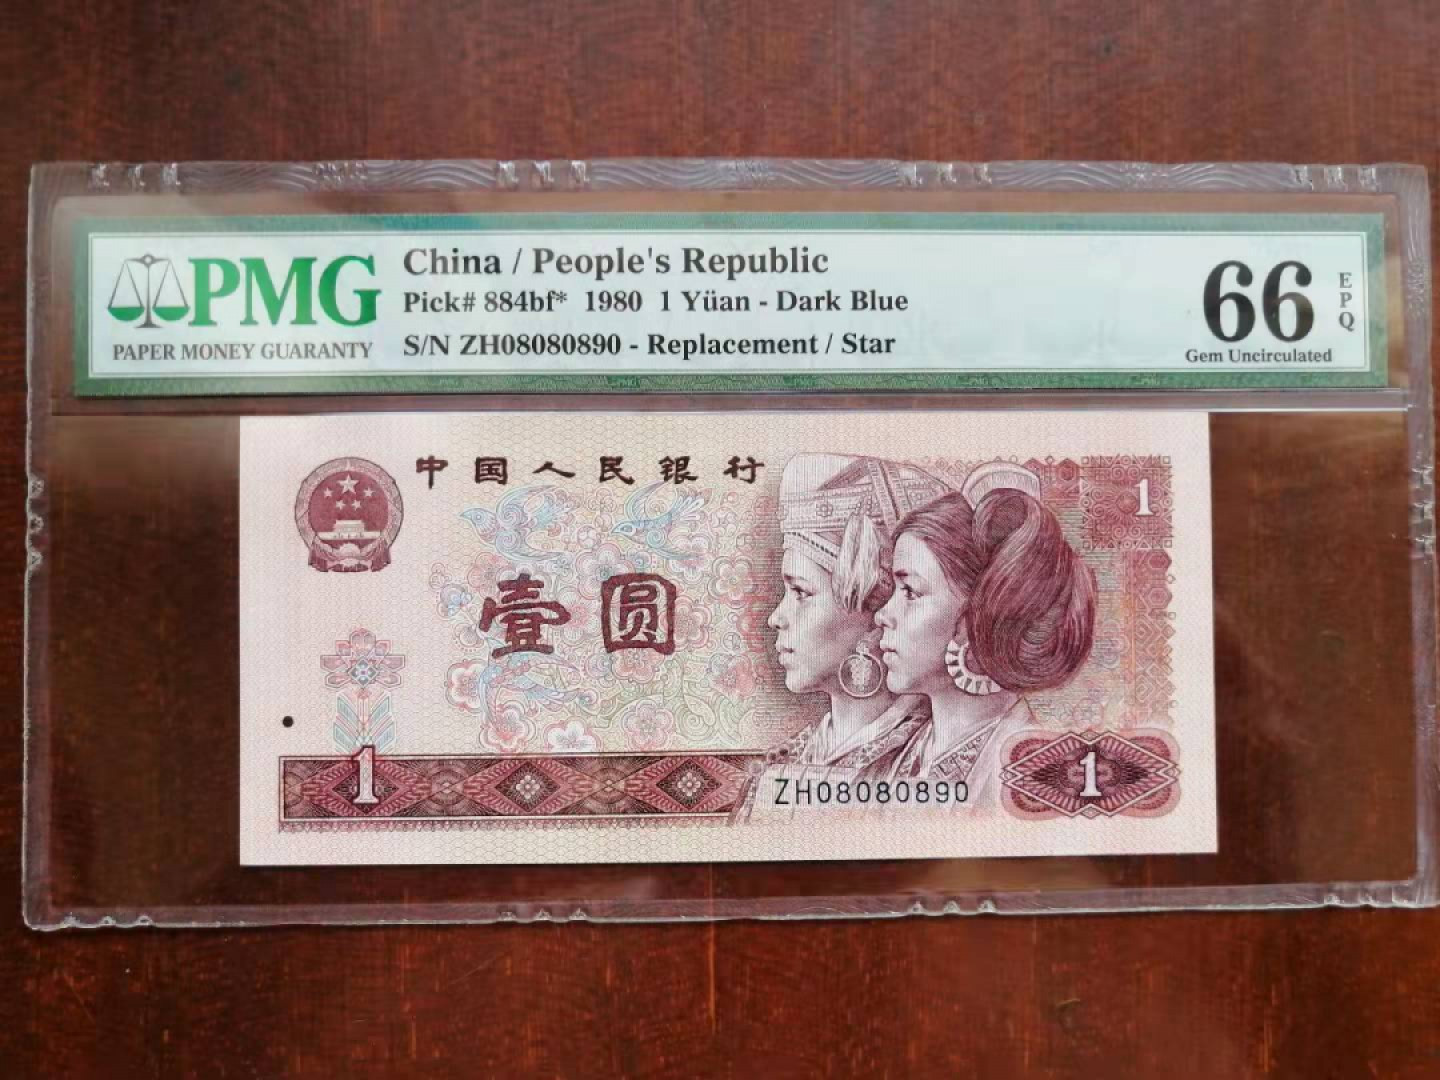 PMG
PAPER MONEY GUARANTY
China / People's Republic
Pick# 884bf* 1980 1 Yüan - Dark Blue
S/N ZH08080890 - Replacement / Star
66
EPQ
Gem Uncirculated
中国人民银行
1
壹圆
1
ZH08080890
1